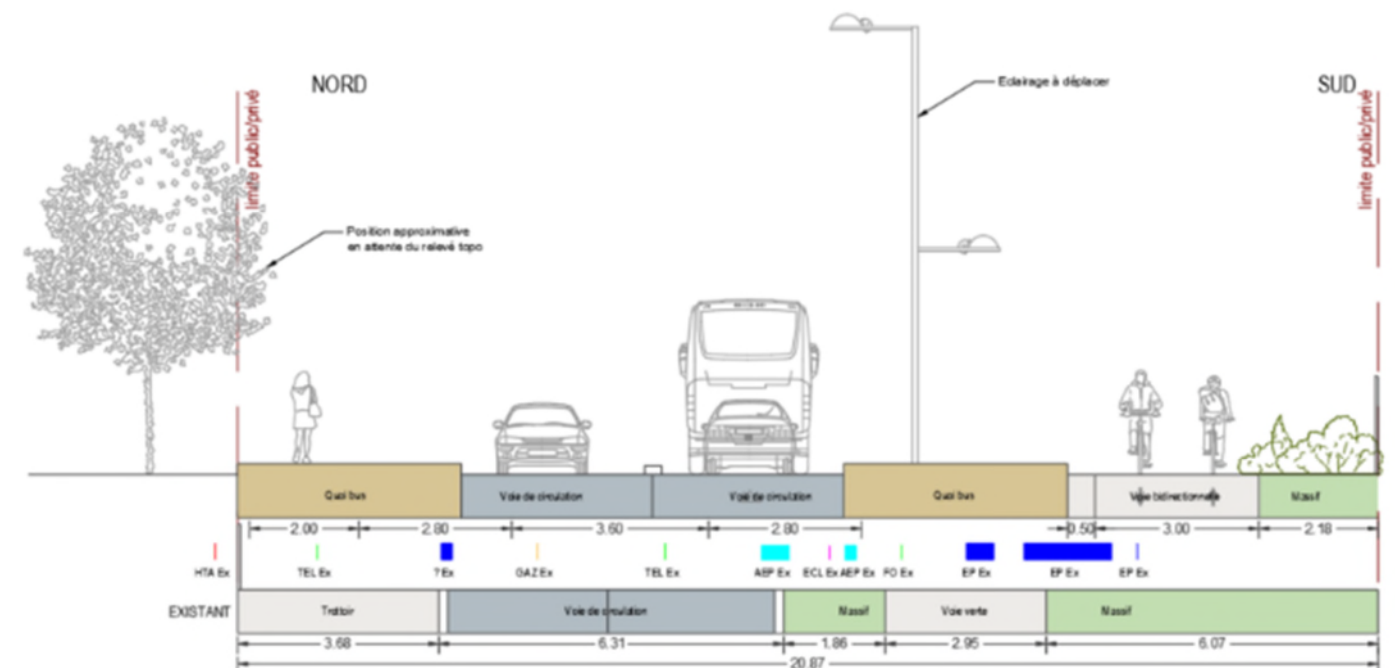 NORD
SUD
limite public/privé
limite public/privé
Eclairage à déplacer
Position approximative
en attente du relevé topo
Quai bus
Voie de circulation
Voie de circulation
Quai bus
Voie bidirectionnelle
Massif
2.00
2.80
3.60
2.80
0.50
3.00
2.18
HTA Ex
TEL Ex
T Ex
GAZ Ex
TEL Ex
AEP Ex
ECL Ex
AEP Ex
FO Ex
EP Ex
EP Ex
EP Ex
EXISTANT
Trottoir
Voie de circulation
Massif
Voie verte
Massif
3.68
6.31
1.86
2.95
6.07
20.87